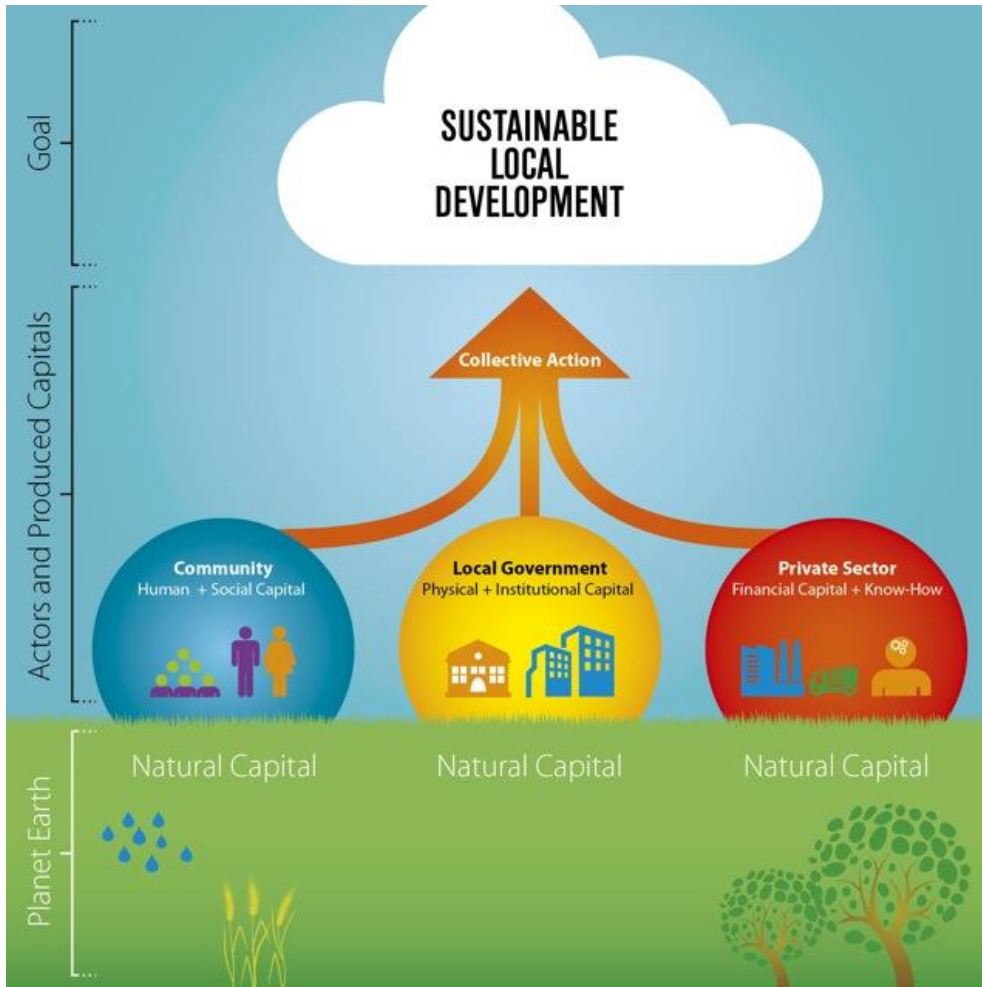 Goal
SUSTAINABLE
LOCAL
DEVELOPMENT
Actors and Produced Capitals
Collective Action
Community
Human + Social Capital
Local Government
Physical + Institutional Capital
Private Sector
Financial Capital + Know-How
Planet Earth
Natural Capital
Natural Capital
Natural Capital